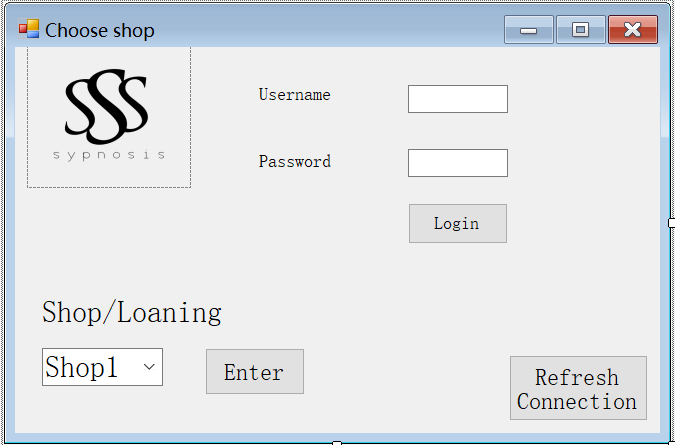 Choose shop
SSS
sypnosis
Username
Password
Login
Shop/Loaning
Shop1
Enter
Refresh
Connection